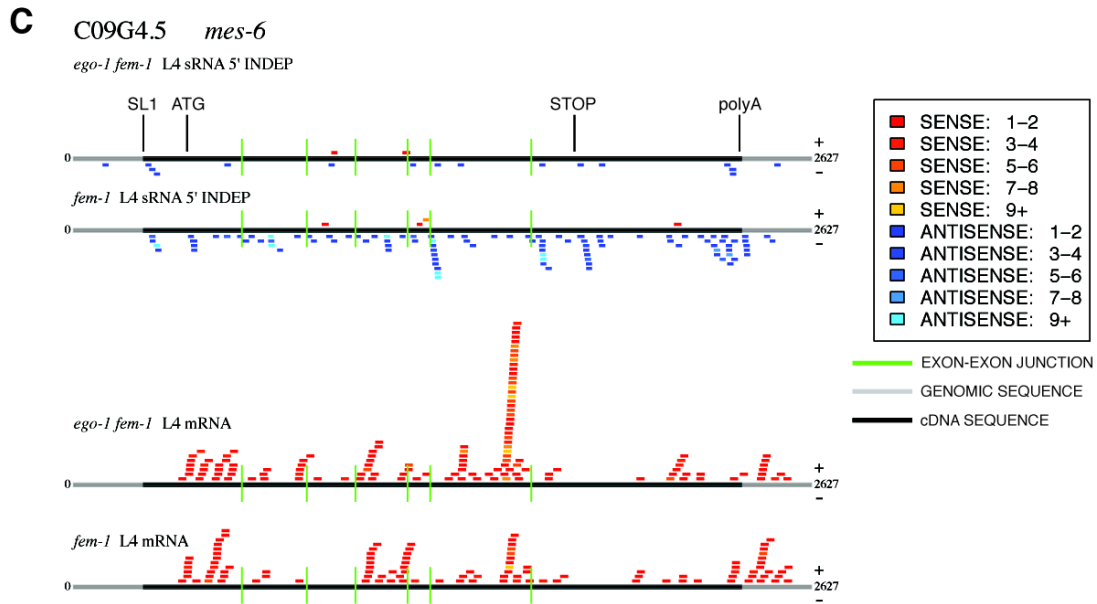 C
C09G4.5 mes-6
ego-1 fem-1 L4 sRNA 5' INDEP
SL1 ATG STOP polyA
+
0 2627
−
fem-1 L4 sRNA 5' INDEP
+
0 2627
−
ego-1 fem-1 L4 mRNA
+
0 2627
−
fem-1 L4 mRNA
+
0 2627
−
SENSE: 1−2
SENSE: 3−4
SENSE: 5−6
SENSE: 7−8
SENSE: 9+
ANTISENSE: 1−2
ANTISENSE: 3−4
ANTISENSE: 5−6
ANTISENSE: 7−8
ANTISENSE: 9+
EXON-EXON JUNCTION
GENOMIC SEQUENCE
cDNA SEQUENCE